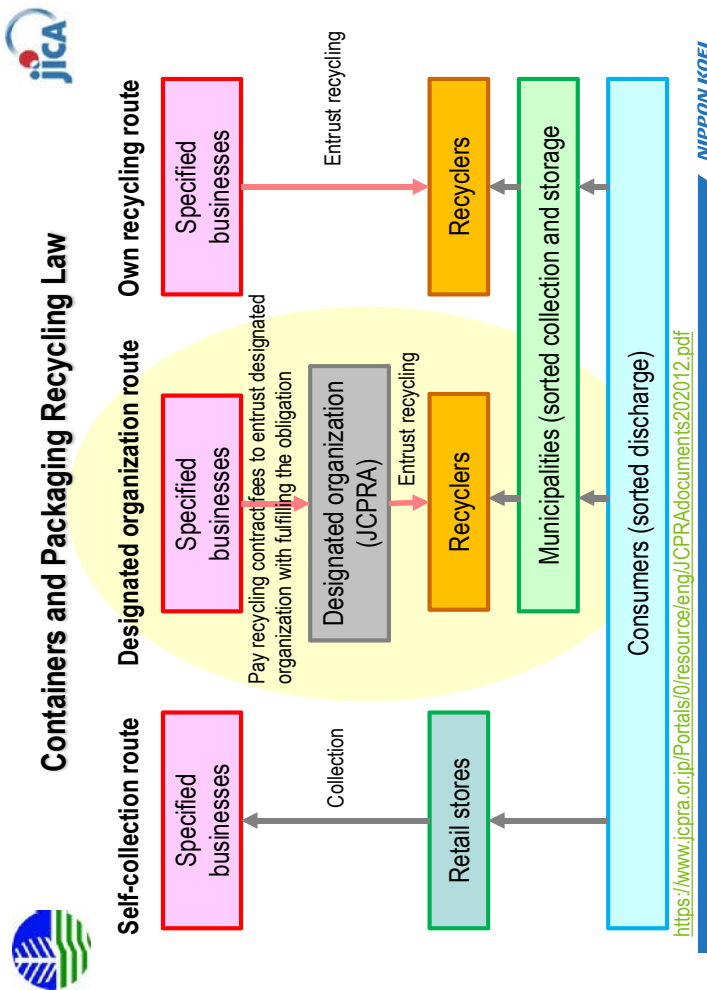 jICA
Containers and Packaging Recycling Law
Self-collection route
Designated organization route
Own recycling route
Specified
businesses
Specified
businesses
Specified
businesses
Collection
Pay recycling contract fees to entrust designated
organization with fulfilling the obligation
Entrust recycling
Designated organization
(JCPRA)
Entrust recycling
Retail stores
Recyclers
Recyclers
Municipalities (sorted collection and storage
Consumers (sorted discharge)
https://www.jcpra.or.jp/Portals/0/resource/eng/JCPRAdocuments202012.pdf
NIPPON KOEI